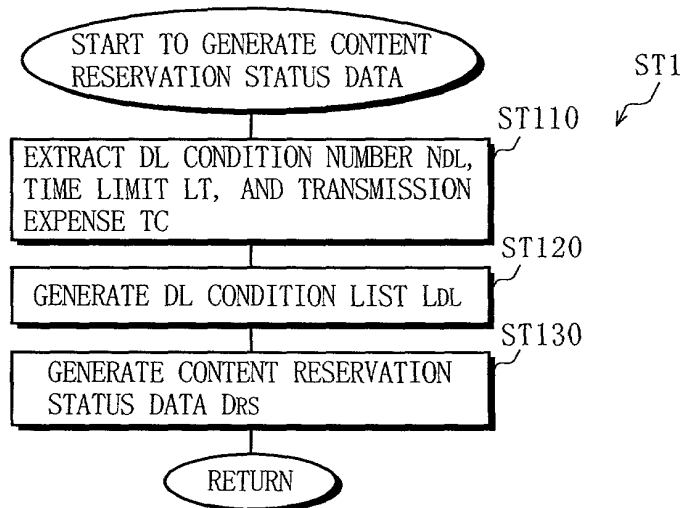 START TO GENERATE CONTENT
RESERVATION STATUS DATA
ST1
ST110
EXTRACT DL CONDITION NUMBER NDL,
TIME LIMIT LT, AND TRANSMISSION
EXPENSE TC
ST120
GENERATE DL CONDITION LIST LDL
ST130
GENERATE CONTENT RESERVATION
STATUS DATA DRS
RETURN